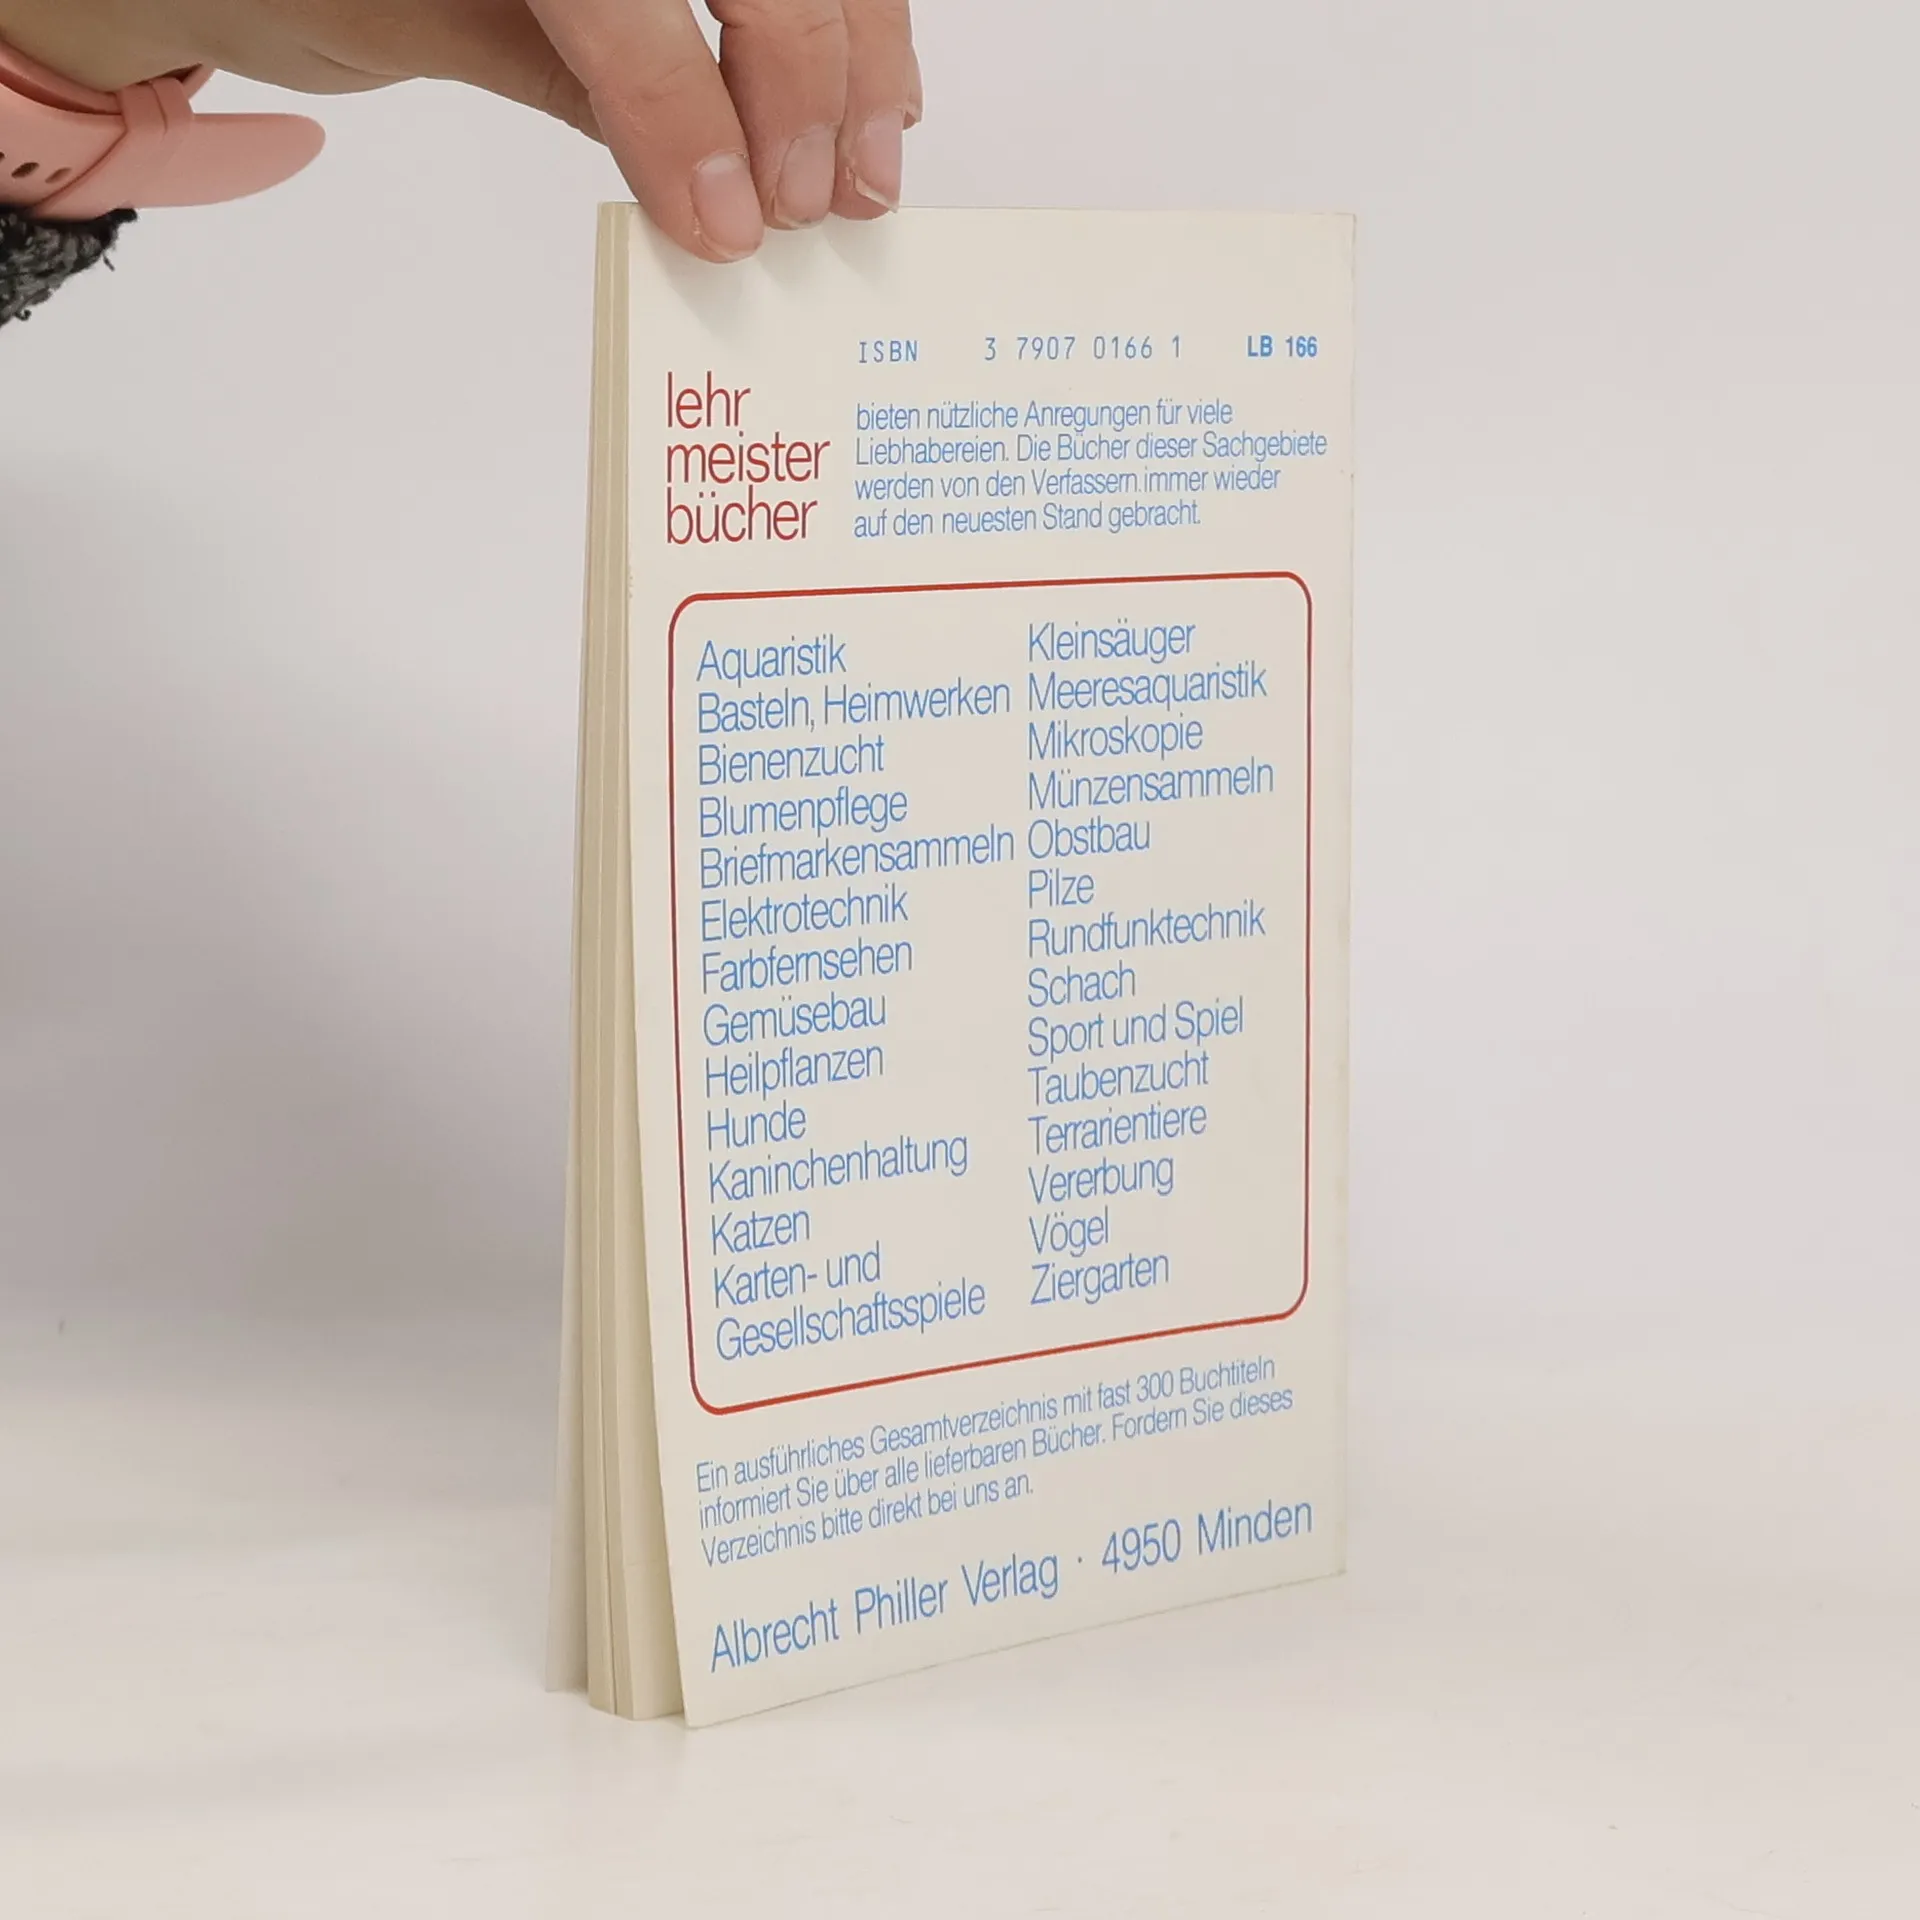 ISBN 3 7907 0166 1 LB 166
lehr
meister
bücher
bieten nützliche Anregungen für viele
Liebhabereien. Die Bücher dieser Sachgebiete
werden von den Verfassern immer wieder
auf den neuesten Stand gebracht.
Aquaristik
Basteln, Heimwerken
Bienenzucht
Blumenpflege
Briefmarkensammeln
Elektrotechnik
Farbfernsehen
Gemüsebau
Heilpflanzen
Hunde
Kaninchenhaltung
Katzen
Karten- und
Gesellschaftsspiele
Kleinsäuger
Meeresaquaristik
Mikroskopie
Münzensammeln
Obstbau
Pilze
Rundfunktechnik
Schach
Sport und Spiel
Taubenzucht
Terrarientiere
Vererbung
Vögel
Ziergarten
Ein ausführliches Gesamtverzeichnis mit fast 300 Buchtiteln
informiert Sie über alle lieferbaren Bücher. Fordern Sie dieses
Verzeichnis bitte direkt bei uns an.
Albrecht Philler Verlag · 4950 Minden